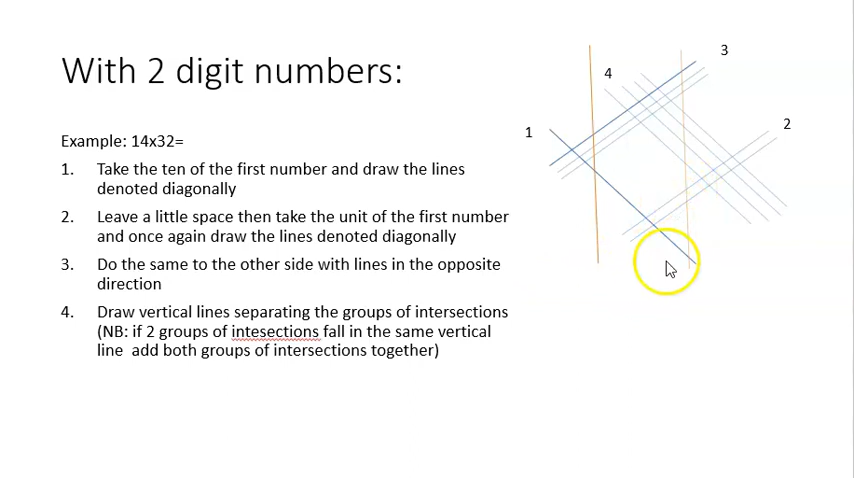 With 2 digit numbers:
Example: 14x32=
1. Take the ten of the first number and draw the lines
denoted diagonally
2. Leave a little space then take the unit of the first number
and once again draw the lines denoted diagonally
3. Do the same to the other side with lines in the opposite
direction
4. Draw vertical lines separating the groups of intersections
(NB: if 2 groups of intesections fall in the same vertical
line add both groups of intersections together)
3
4
2
1